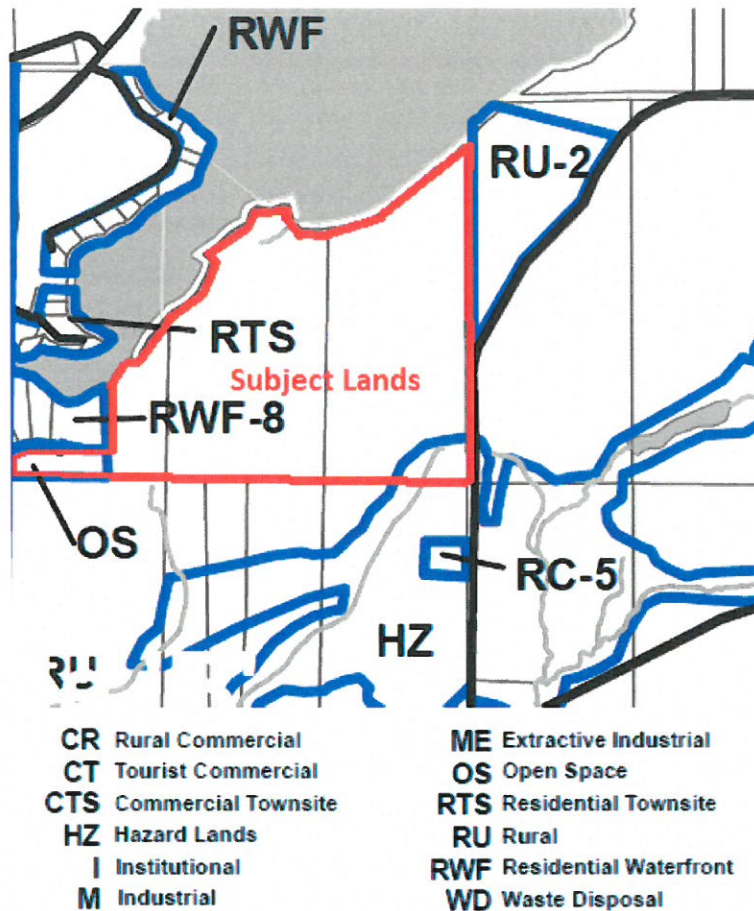 RWF
RU-2
RTS
Subject Lands
RWF-8
OS
RC-5
HZ
RU
CR Rural Commercial
CT Tourist Commercial
CTS Commercial Townsite
HZ Hazard Lands
I Institutional
M Industrial
ME Extractive Industrial
OS Open Space
RTS Residential Townsite
RU Rural
RWF Residential Waterfront
WD Waste Disposal